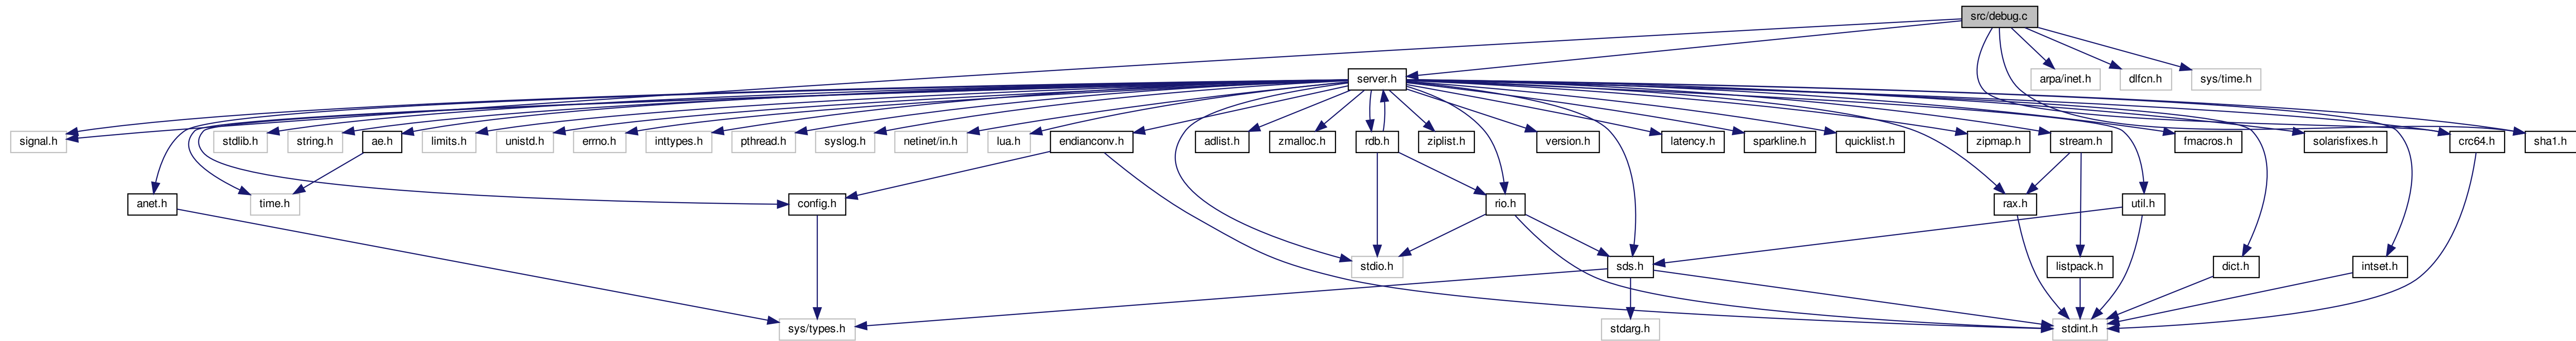 src/debug.c
server.h
arpa/inet.h
dlfcn.h
sys/time.h
signal.h
stdlib.h
string.h
ae.h
limits.h
unistd.h
errno.h
inttypes.h
pthread.h
syslog.h
netinet/in.h
lua.h
endianconv.h
adlist.h
zmalloc.h
rdb.h
ziplist.h
version.h
latency.h
sparkline.h
quicklist.h
zipmap.h
stream.h
fmacros.h
solarisfixes.h
crc64.h
sha1.h
anet.h
time.h
config.h
rio.h
rax.h
util.h
stdio.h
sds.h
listpack.h
dict.h
intset.h
sys/types.h
stdarg.h
stdint.h